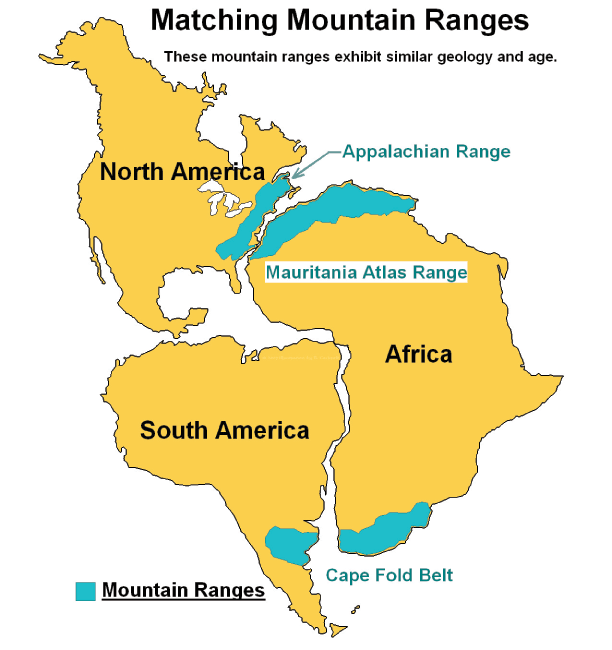 Matching Mountain Ranges
These mountain ranges exhibit similar geology and age.
Appalachian Range
North America
Mauritania Atlas Range
Africa
South America
Cape Fold Belt
Mountain Ranges